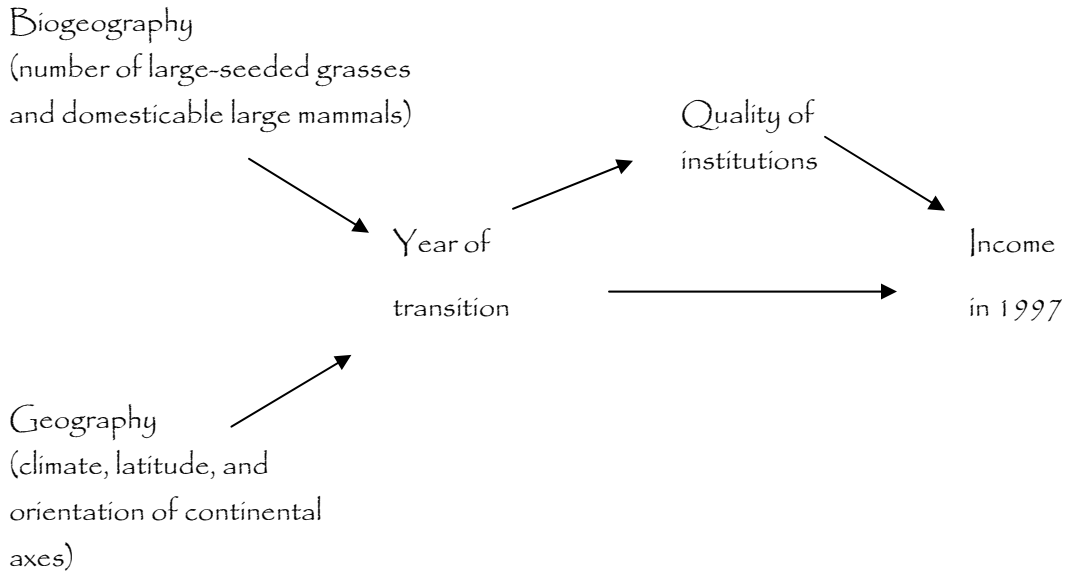 Biogeography
(number of large-seeded grasses
and domesticable large mammals)
Quality of
institutions
Year of
transition
Income
in 1997
Geography
(climate, latitude, and
orientation of continental
axes)